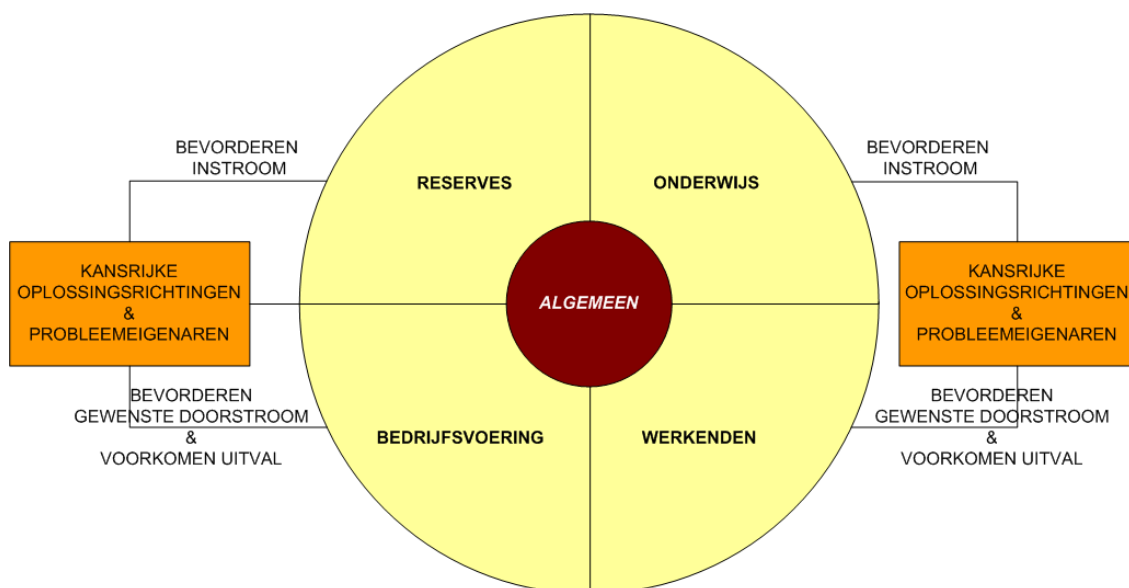 BEVORDEREN
INSTROOM
BEVORDEREN
INSTROOM
RESERVES
ONDERWIJS
KANSRIJKE
OPLOSSINGSRICHTINGEN
&
PROBLEEMEIGENAREN
ALGEMEEN
KANSRIJKE
OPLOSSINGSRICHTINGEN
&
PROBLEEMEIGENAREN
BEVORDEREN
GEWENSTE DOORSTROOM
&
VOORKOMEN UITVAL
BEDRIJFSVOERING
WERKENDEN
BEVORDEREN
GEWENSTE DOORSTROOM
&
VOORKOMEN UITVAL